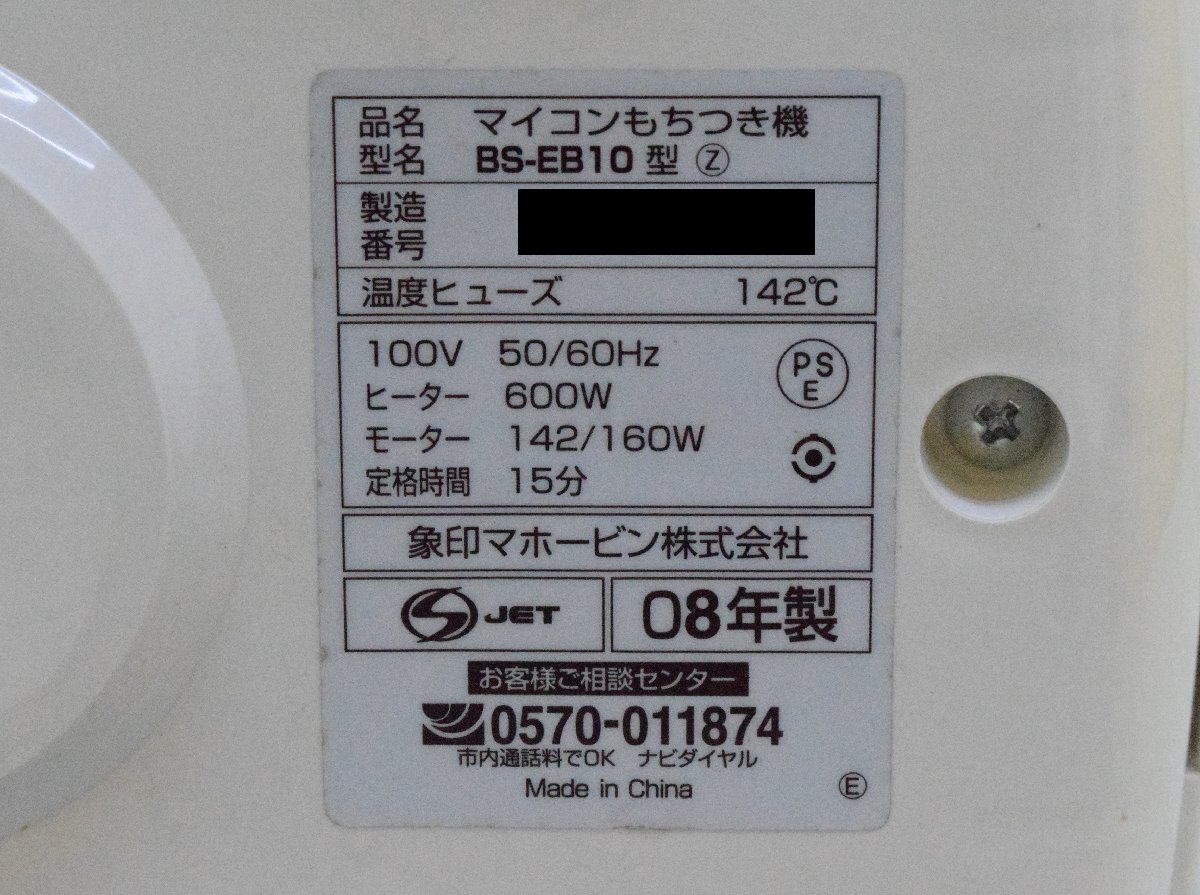 品名 マイコンもちつき機
型名 BS-EB10 型 Ⓩ
製造
番号
温度ヒューズ 142℃
100V 50/60Hz
ヒーター 600W
モーター 142/160W
定格時間 15分
PS
E
象印マホービン株式会社
JET 08年製
お客様ご相談センター
0570-011874
市内通話料でOK ナビダイヤル
Made in China Ⓔ